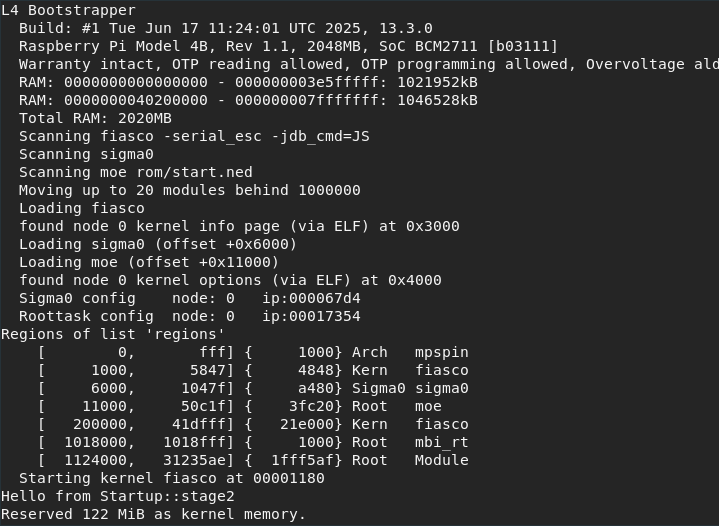 L4 Bootstrapper
  Build: #1 Tue Jun 17 11:24:01 UTC 2025, 13.3.0
  Raspberry Pi Model 4B, Rev 1.1, 2048MB, SoC BCM2711 [b03111]
  Warranty intact, OTP reading allowed, OTP programming allowed, Overvoltage ald
  RAM: 0000000000000000 - 000000003e5fffff: 1021952kB
  RAM: 0000000040200000 - 000000007fffffff: 1046528kB
  Total RAM: 2020MB
  Scanning fiasco -serial_esc -jdb_cmd=JS
  Scanning sigma0
  Scanning moe rom/start.ned
  Moving up to 20 modules behind 1000000
  Loading fiasco
  found node 0 kernel info page (via ELF) at 0x3000
  Loading sigma0 (offset +0x6000)
  Loading moe (offset +0x11000)
  found node 0 kernel options (via ELF) at 0x4000
  Sigma0 config    node: 0   ip:000067d4
  Roottask config  node: 0   ip:00017354
Regions of list 'regions'
    [        0,       fff] {     1000} Arch   mpspin
    [     1000,      5847] {     4848} Kern   fiasco
    [     6000,     1047f] {     a480} Sigma0 sigma0
    [    11000,     50c1f] {    3fc20} Root   moe
    [   200000,    41dfff] {   21e000} Kern   fiasco
    [  1018000,   1018fff] {     1000} Root   mbi_rt
    [  1124000,  31235ae] {  1fff5af} Root   Module
  Starting kernel fiasco at 00001180
Hello from Startup::stage2
Reserved 122 MiB as kernel memory.